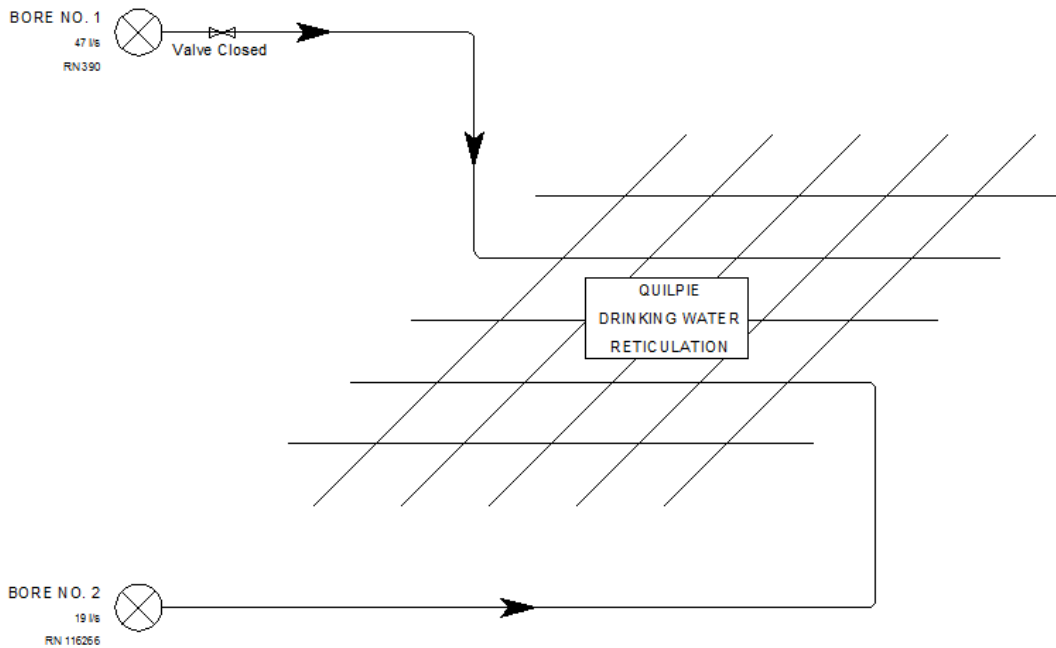 BORE NO. 1
47 l/s
RN390
Valve Closed
QUILPIE
DRINKING WATER
RETICULATION
BORE NO. 2
19 l/s
RN 116266